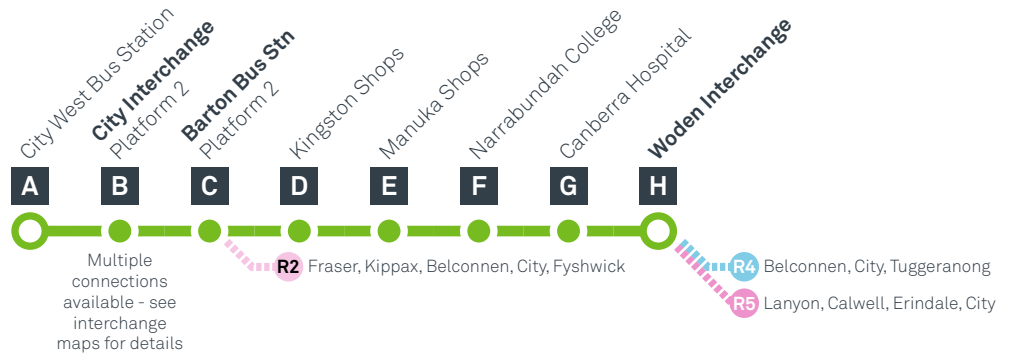 City West Bus Station
City Interchange
Platform 2
Barton Bus Stn
Platform 2
Kingston Shops
Manuka Shops
Narrabundah College
Canberra Hospital
Woden Interchange
A
B
C
D
E
F
G
H
Multiple
connections
available - see
interchange
maps for details
R2 Fraser, Kippax, Belconnen, City, Fyshwick
R4 Belconnen, City, Tuggeranong
R5 Lanyon, Calwell, Erindale, City